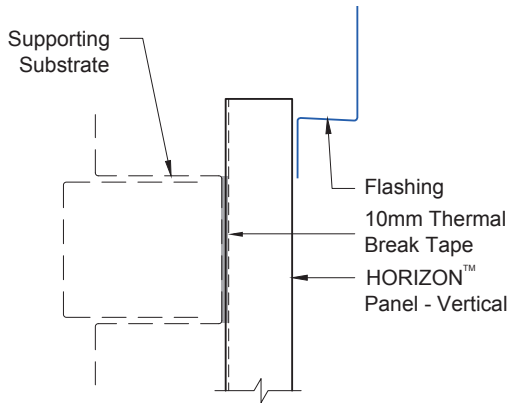 Supporting
Substrate
Flashing
10mm Thermal
Break Tape
HORIZON™
Panel - Vertical